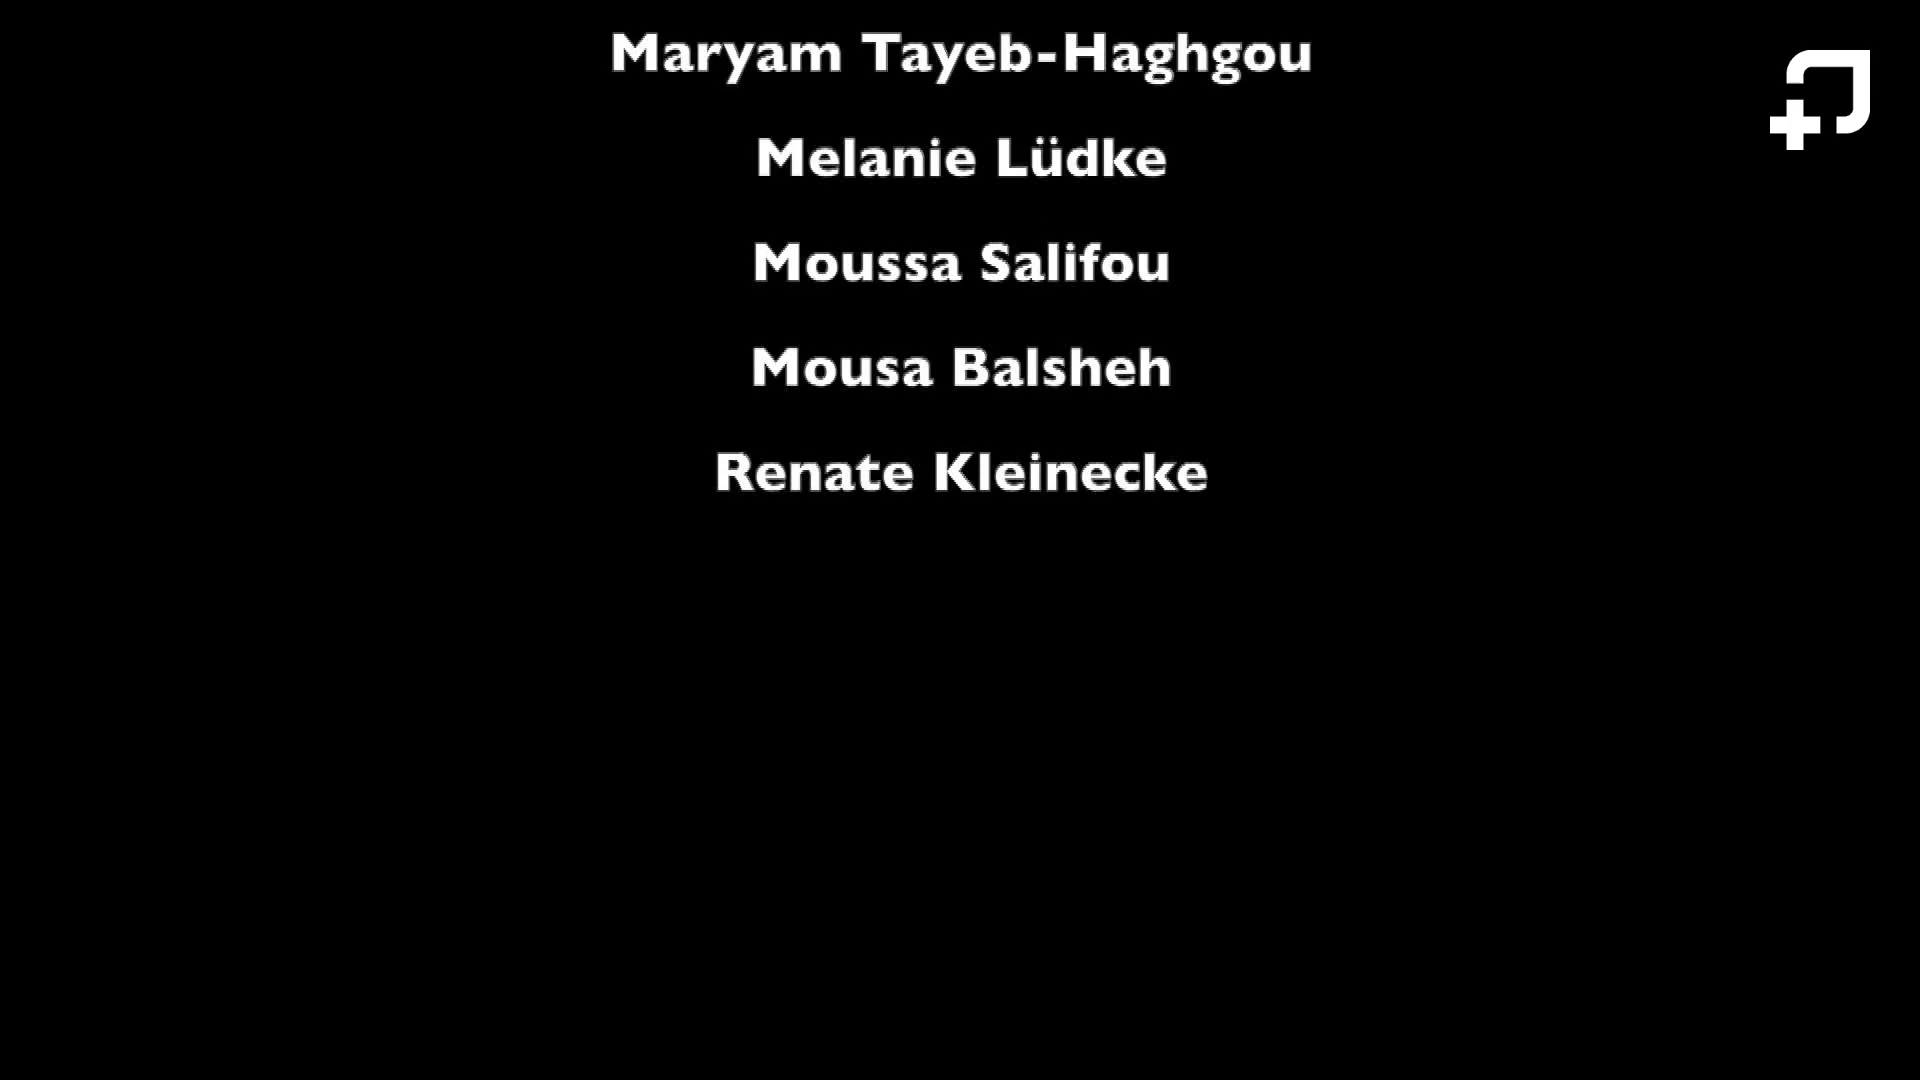 Maryam Tayeb-Haghgou
Melanie Lüdke
Moussa Salifou
Mousa Balsheh
Renate Kleinecke